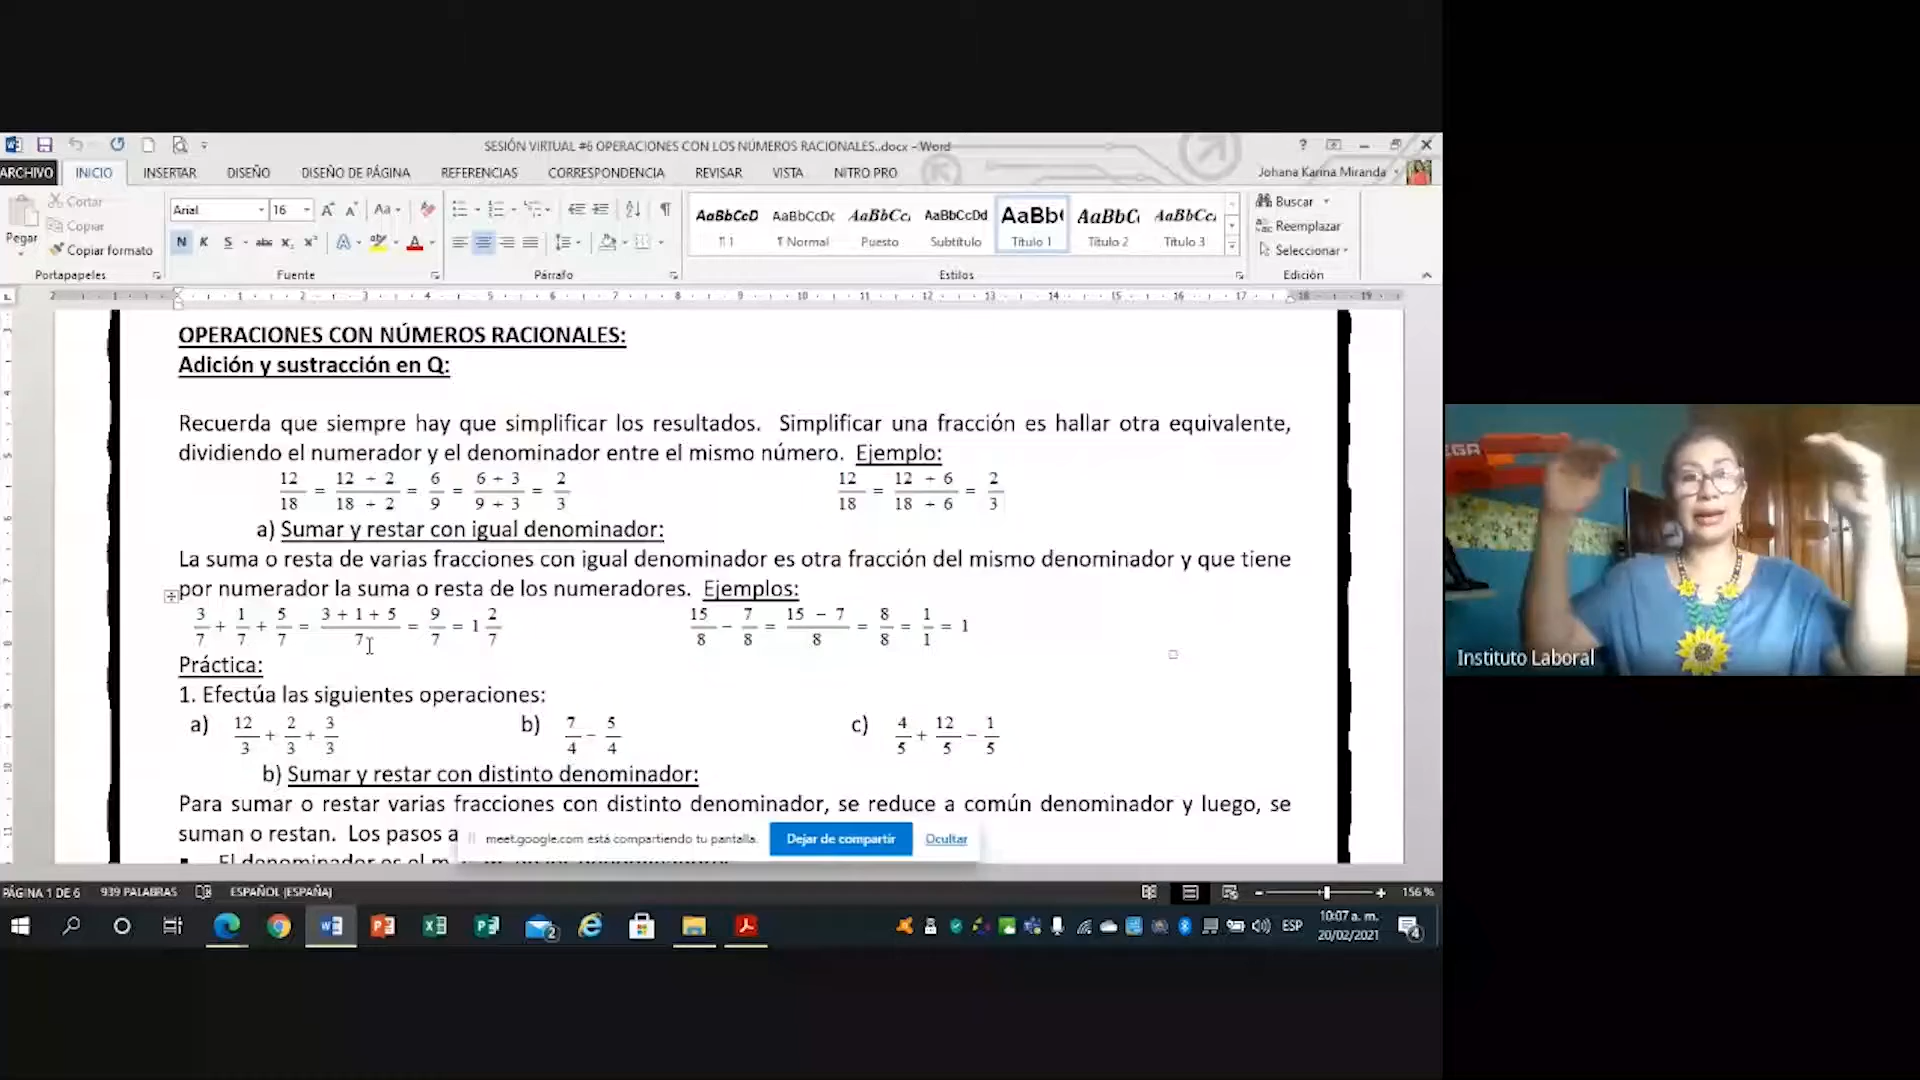 SESIÓN VIRTUAL #6 OPERACIONES CON LOS NÚMEROS RACIONALES..docx - Word
ARCHIVO INICIO INSERTAR DISEÑO DISEÑO DE PÁGINA REFERENCIAS CORRESPONDENCIA REVISAR VISTA NITRO PRO Johana Karina Miranda
Pegar
Cortar
Copiar
Copiar formato
Portapapeles
Arial 16
N K S abc x₂ x²
Fuente
Párrafo
AaBbCcD AaBbCcDc AaBbCc AaBbCcDd AaBb( AaBbC AaBbCc
¶ 1 ¶ Normal Puesto Subtítulo Título 1 Título 2 Título 3
Estilos
Buscar
Reemplazar
Seleccionar
Edición
OPERACIONES CON NÚMEROS RACIONALES:
Adición y sustracción en Q:
Recuerda que siempre hay que simplificar los resultados. Simplificar una fracción es hallar otra equivalente,
dividiendo el numerador y el denominador entre el mismo número. Ejemplo:
12/18 = 12 ÷ 2/18 ÷ 2 = 6/9 = 6 ÷ 3/9 ÷ 3 = 2/3 12/18 = 12 ÷ 6/18 ÷ 6 = 2/3
a) Sumar y restar con igual denominador:
La suma o resta de varias fracciones con igual denominador es otra fracción del mismo denominador y que tiene
por numerador la suma o resta de los numeradores. Ejemplos:
3/7 + 1/7 + 5/7 = 3 + 1 + 5/7 = 9/7 = 1 2/7 15/8 − 7/8 = 15 − 7/8 = 8/8 = 1/1 = 1
Práctica:
1. Efectúa las siguientes operaciones:
a) 12/3 + 2/3 + 3/3 b) 7/4 − 5/4 c) 4/5 + 12/5 − 1/5
b) Sumar y restar con distinto denominador:
Para sumar o restar varias fracciones con distinto denominador, se reduce a común denominador y luego, se
suman o restan. Los pasos a
El denominador es el m
meet.google.com está compartiendo tu pantalla. Dejar de compartir Ocultar
PÁGINA 1 DE 6 939 PALABRAS ESPAÑOL (ESPAÑA) 156 %
ESP
10:07 a. m.
20/02/2021
Instituto Laboral